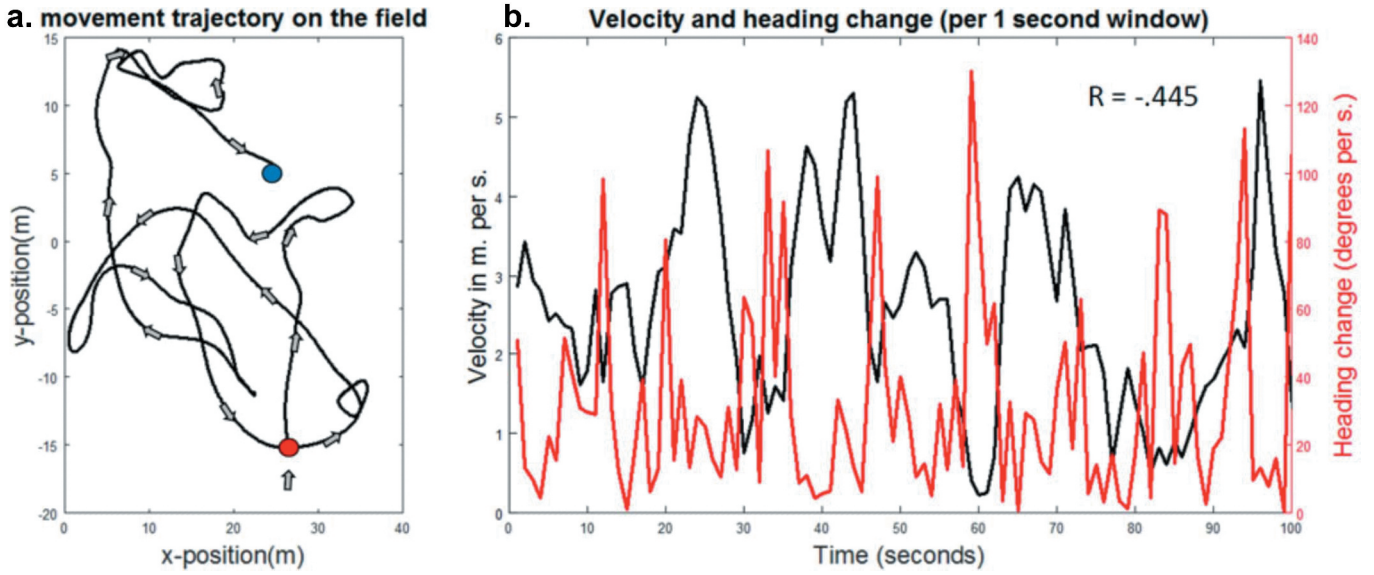 a. movement trajectory on the field
15
10
5
0
-5
-10
-15
-20
0 10 20 30 40
y-position(m)
x-position(m)
b. Velocity and heading change (per 1 second window)
6
5
4
3
2
1
0
Velocity in m. per s.
R = -.445
0 10 20 30 40 50 60 70 80 90 100
Time (seconds)
140
120
100
80
60
40
20
0
Heading change (degrees per s.)